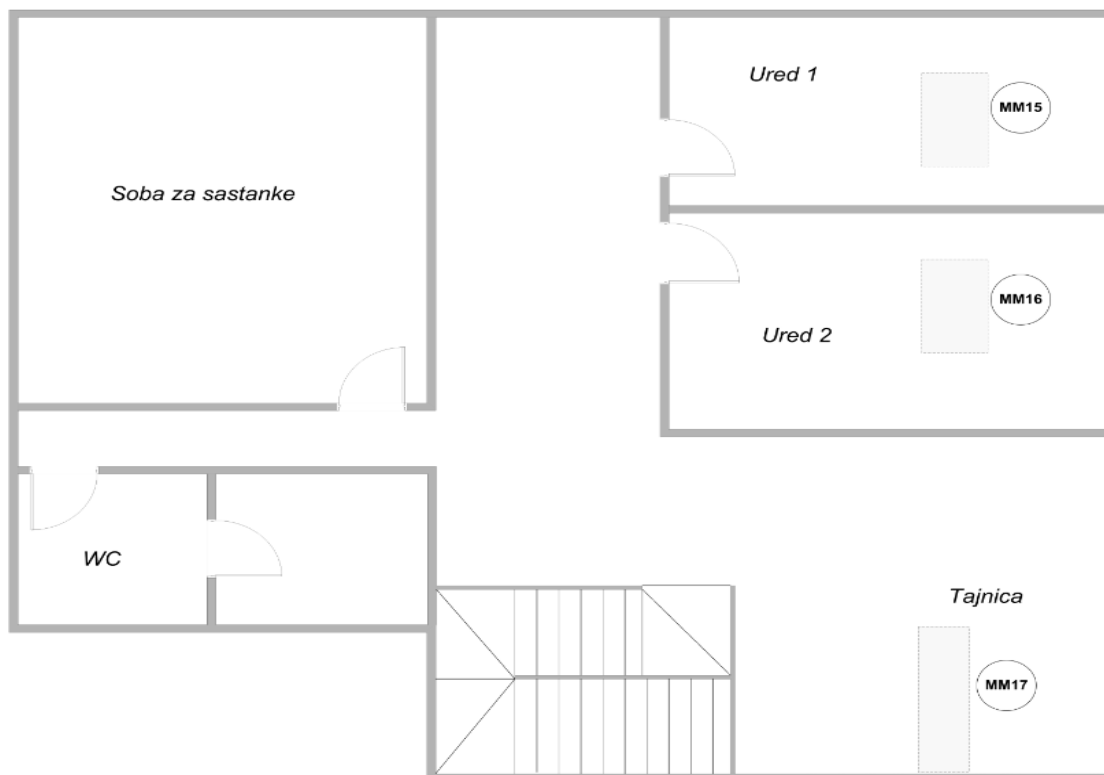 Ured 1
MM15
Soba za sastanke
MM16
Ured 2
WC
Tajnica
MM17